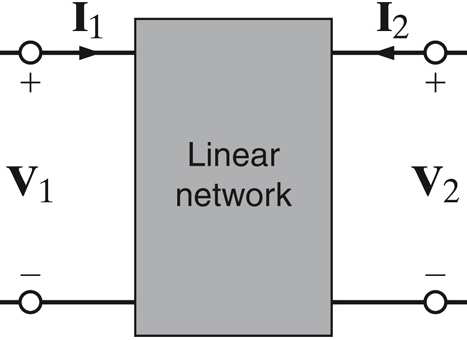 I1
I2
+
+
Linear
network
V1
V2
−
−